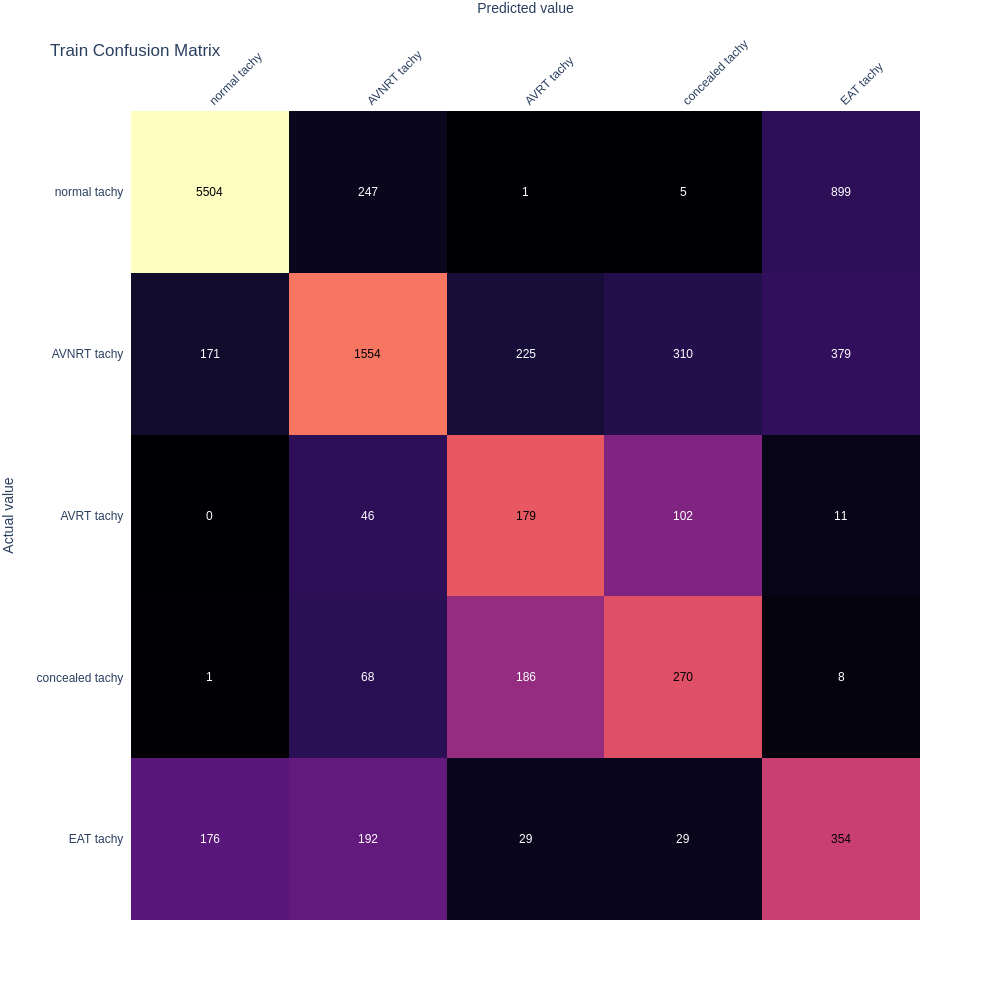 Predicted value
Train Confusion Matrix
normal tachy
AVNRT tachy
AVRT tachy
concealed tachy
EAT tachy
normal tachy 5504 247 1 5 899
AVNRT tachy 171 1554 225 310 379
Actual value
AVRT tachy 0 46 179 102 11
concealed tachy 1 68 186 270 8
EAT tachy 176 192 29 29 354